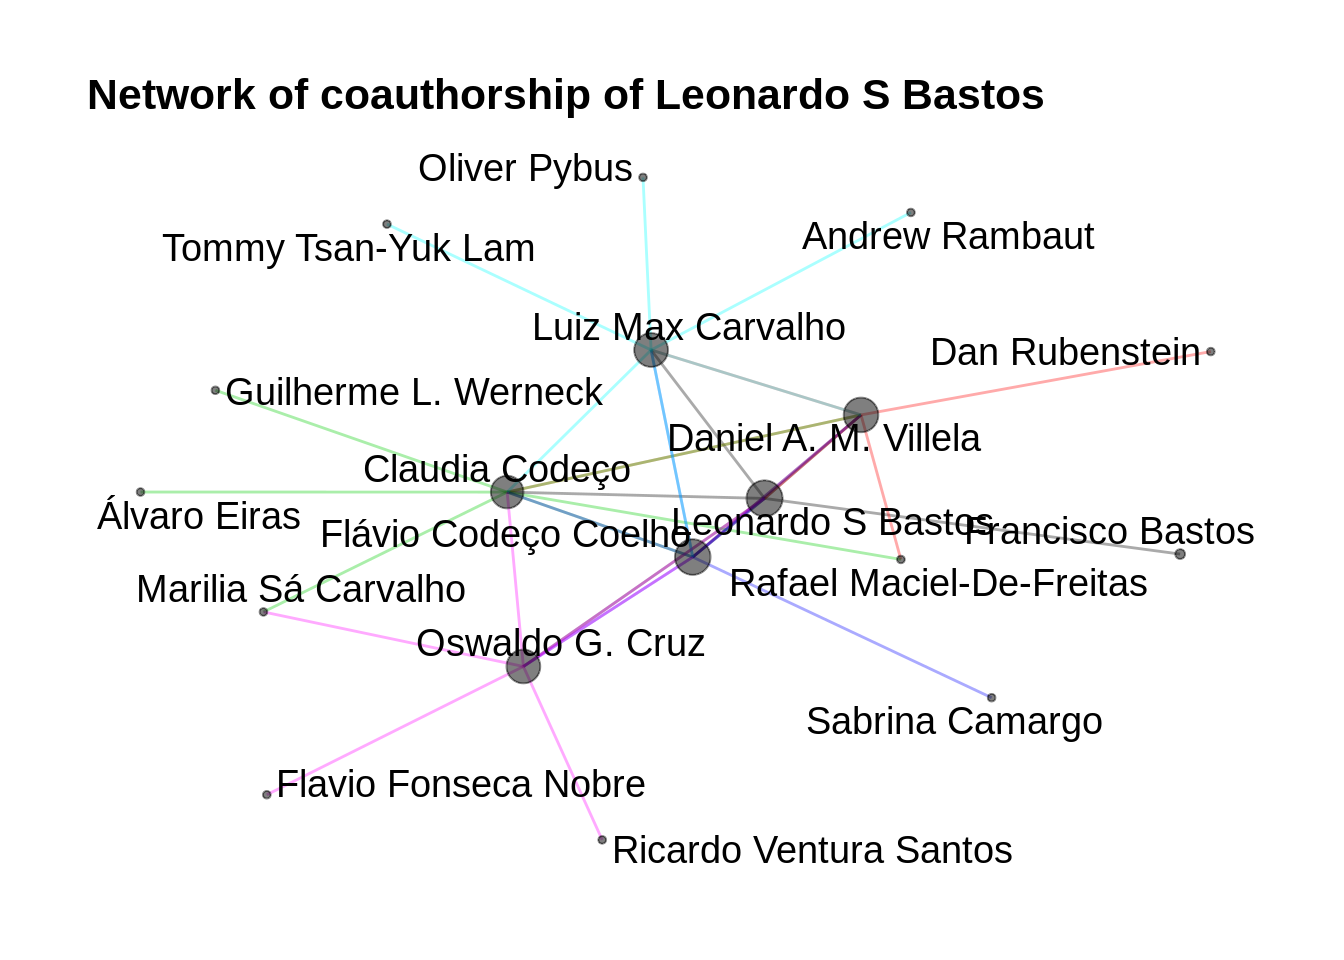 Network of coauthorship of Leonardo S Bastos
Oliver Pybus
Tommy Tsan-Yuk Lam
Andrew Rambaut
Luiz Max Carvalho
Dan Rubenstein
Guilherme L. Werneck
Daniel A. M. Villela
Claudia Codeço
Álvaro Eiras
Leonardo S Bastos
Francisco Bastos
Flávio Codeço Coelho
Rafael Maciel-De-Freitas
Marilia Sá Carvalho
Oswaldo G. Cruz
Sabrina Camargo
Flavio Fonseca Nobre
Ricardo Ventura Santos